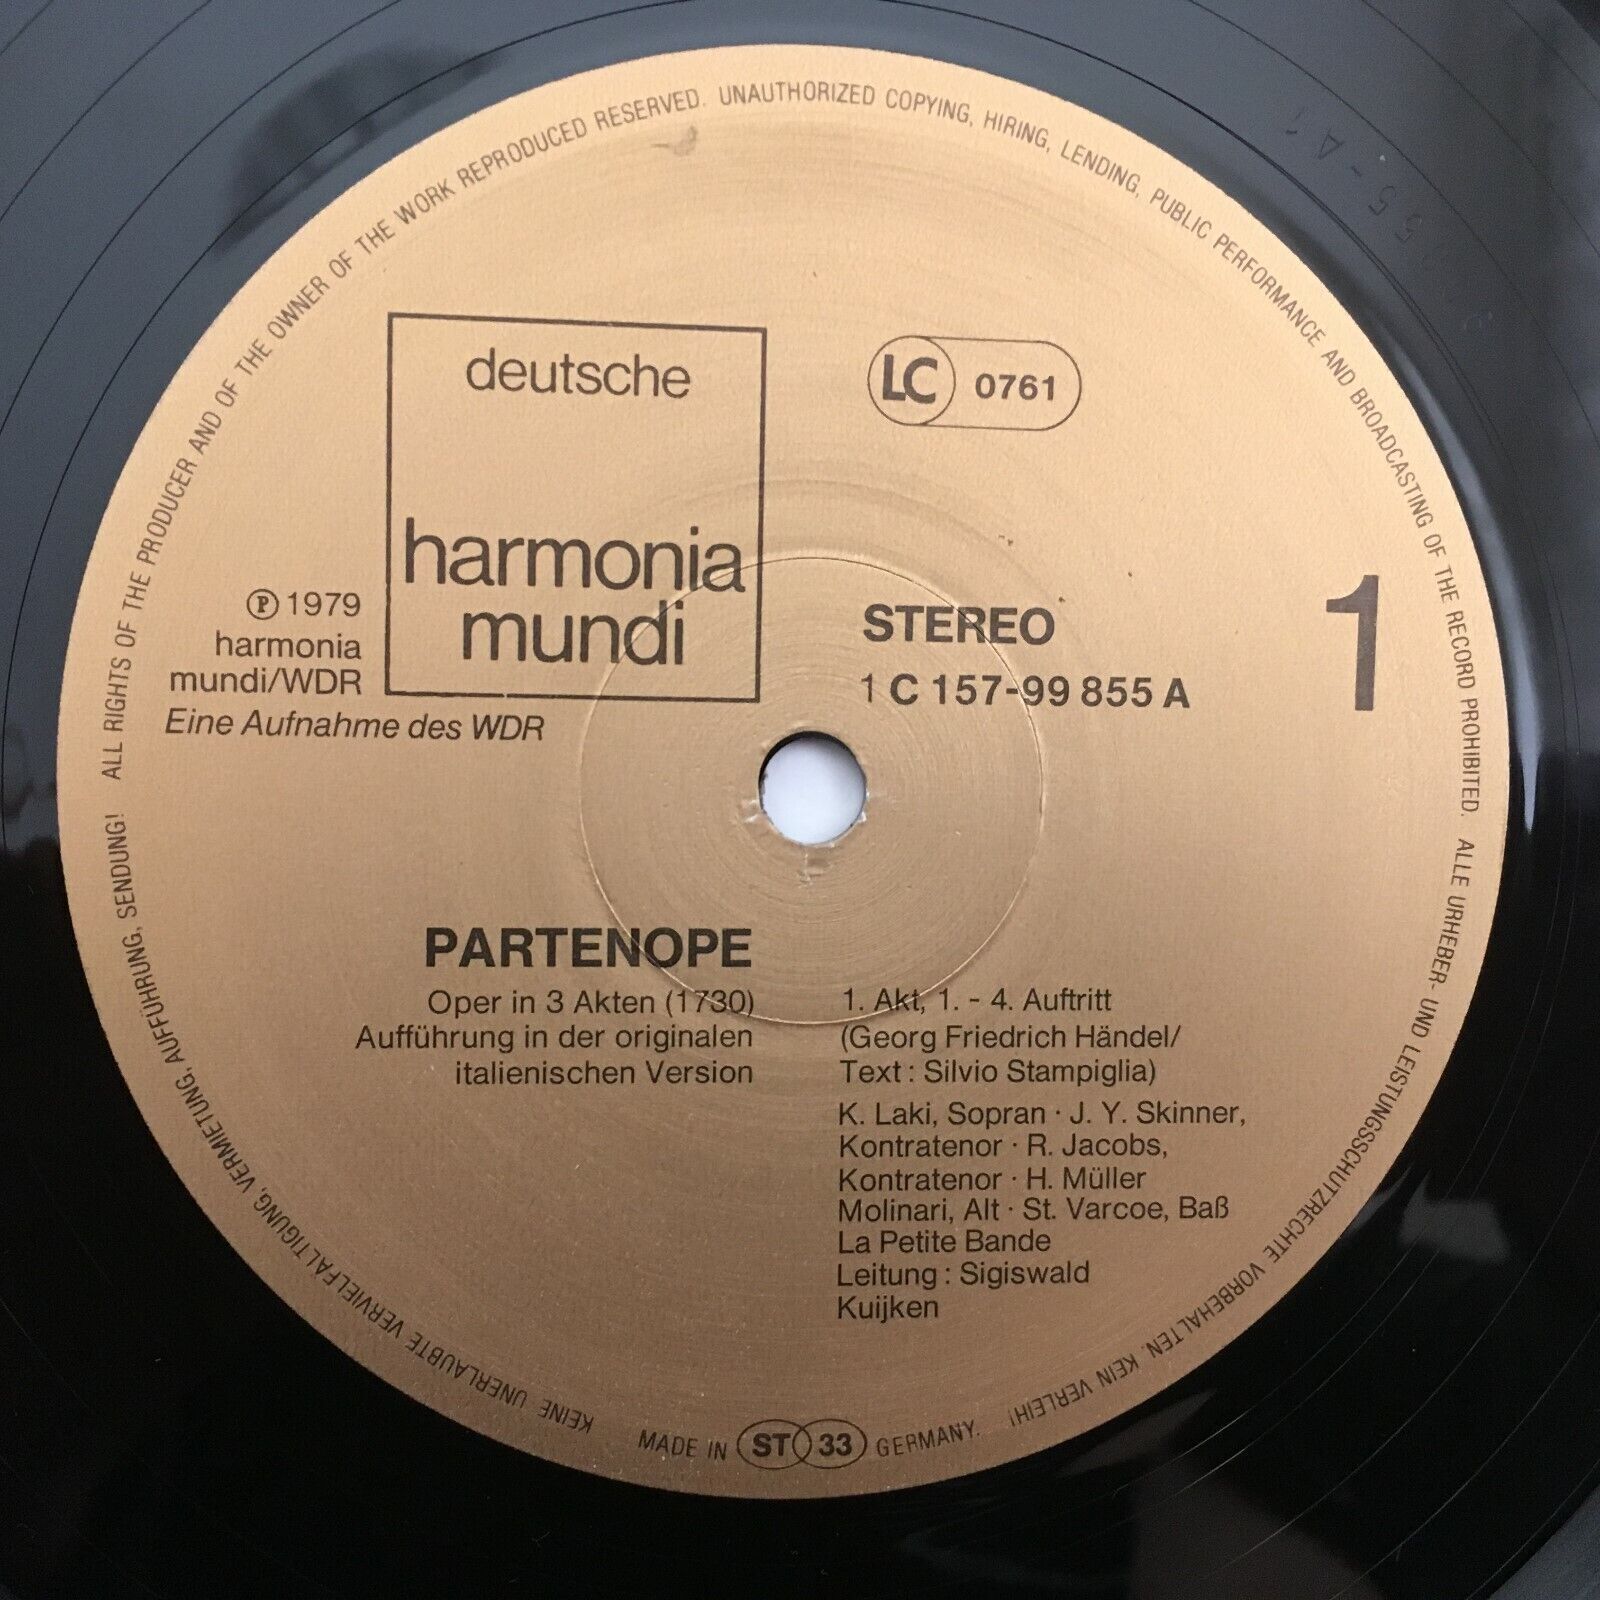 ALL RIGHTS OF THE PRODUCER AND OF THE OWNER OF THE WORK REPRODUCED RESERVED. UNAUTHORIZED COPYING, HIRING, LENDING, PUBLIC PERFORMANCE AND BROADCASTING OF THE RECORD PROHIBITED.
ALLE URHEBER- UND LEISTUNGSSCHUTZRECHTE VORBEHALTEN. KEIN VERLEIH!
KEINE UNERLAUBTE VERVIELFÄLTIGUNG, VERMIETUNG, AUFFÜHRUNG, SENDUNG!
deutsche
harmonia
mundi
LC 0761
℗ 1979
harmonia
mundi/WDR
Eine Aufnahme des WDR
STEREO
1 C 157-99 855 A
1
PARTENOPE
Oper in 3 Akten (1730)
Aufführung in der originalen
italienischen Version
1. Akt, 1. - 4. Auftritt
(Georg Friedrich Händel/
Text : Silvio Stampiglia)
K. Laki, Sopran · J. Y. Skinner,
Kontratenor · R. Jacobs,
Kontratenor · H. Müller
Molinari, Alt · St. Varcoe, Baß
La Petite Bande
Leitung : Sigiswald
Kuijken
MADE IN ST 33 GERMANY.